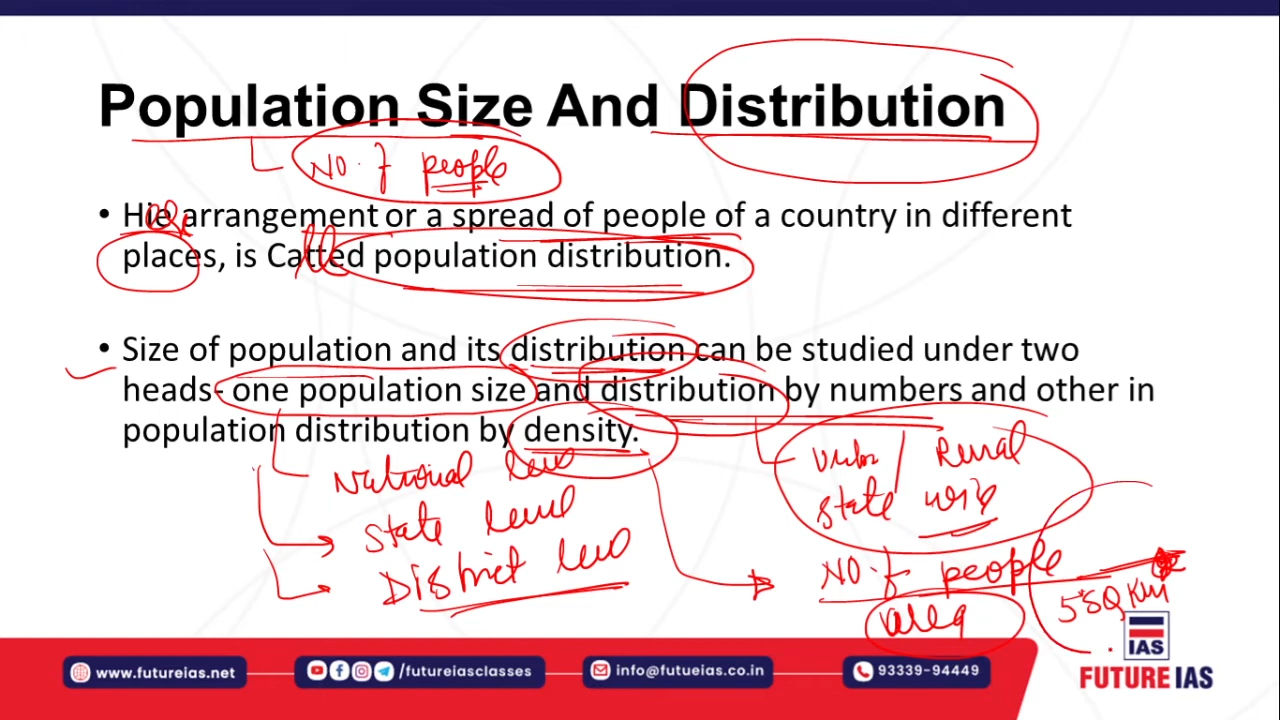 Population Size And Distribution
NO. of people
• Hie arrangement or a spread of people of a country in different
places, is Catted population distribution.
• Size of population and its distribution can be studied under two
heads- one population size and distribution by numbers and other in
population distribution by density.
National level
State level
District level
Urban / Rural
State wise
NO. of people
area
5 SQ Km
IAS
FUTURE IAS
www.futureias.net
/futureiasclasses
info@futueias.co.in
93339-94449